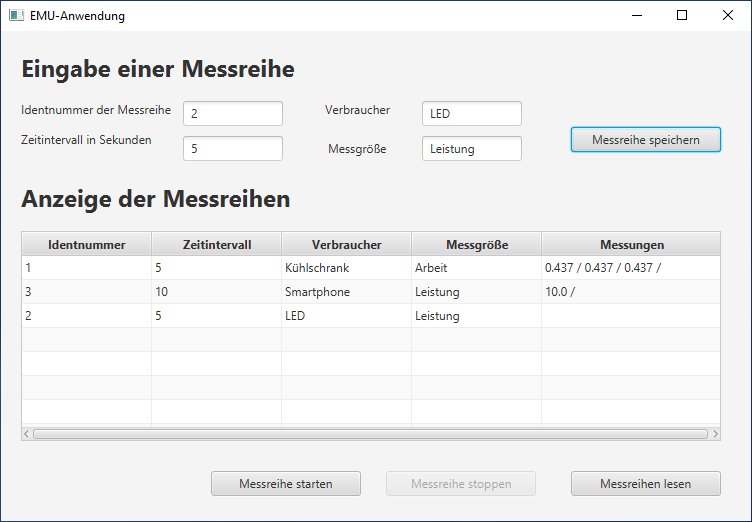 EMU-Anwendung
Eingabe einer Messreihe
Identnummer der Messreihe 2 Verbraucher LED
Zeitintervall in Sekunden 5 Messgröße Leistung Messreihe speichern
Anzeige der Messreihen
Identnummer Zeitintervall Verbraucher Messgröße Messungen
1 5 Kühlschrank Arbeit 0.437 / 0.437 / 0.437 /
3 10 Smartphone Leistung 10.0 /
2 5 LED Leistung
Messreihe starten Messreihe stoppen Messreihen lesen